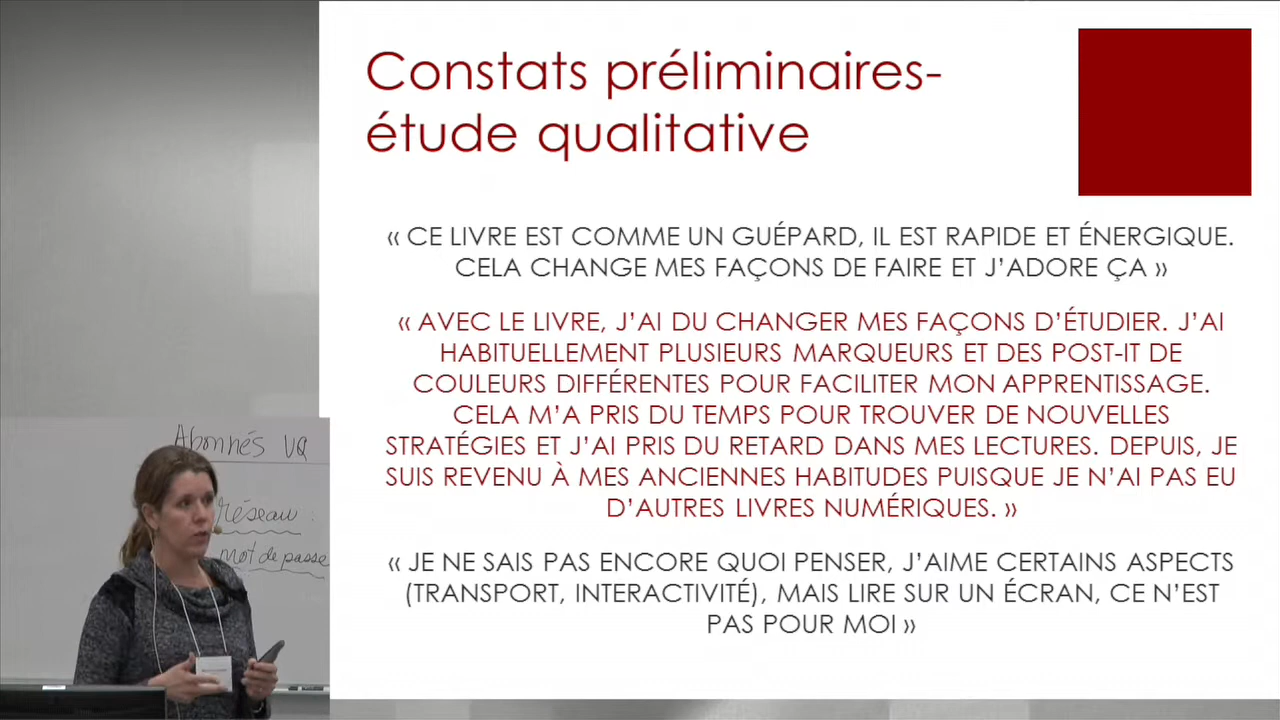 Constats préliminaires-
étude qualitative
« CE LIVRE EST COMME UN GUÉPARD, IL EST RAPIDE ET ÉNERGIQUE.
CELA CHANGE MES FAÇONS DE FAIRE ET J’ADORE ÇA »
« AVEC LE LIVRE, J’AI DU CHANGER MES FAÇONS D’ÉTUDIER. J’AI
HABITUELLEMENT PLUSIEURS MARQUEURS ET DES POST-IT DE
COULEURS DIFFÉRENTES POUR FACILITER MON APPRENTISSAGE.
CELA M’A PRIS DU TEMPS POUR TROUVER DE NOUVELLES
STRATÉGIES ET J’AI PRIS DU RETARD DANS MES LECTURES. DEPUIS, JE
SUIS REVENU À MES ANCIENNES HABITUDES PUISQUE JE N’AI PAS EU
D’AUTRES LIVRES NUMÉRIQUES. »
« JE NE SAIS PAS ENCORE QUOI PENSER, J’AIME CERTAINS ASPECTS
(TRANSPORT, INTERACTIVITÉ), MAIS LIRE SUR UN ÉCRAN, CE N’EST
PAS POUR MOI »
Abonnés UQ
réseau :
mot de passe